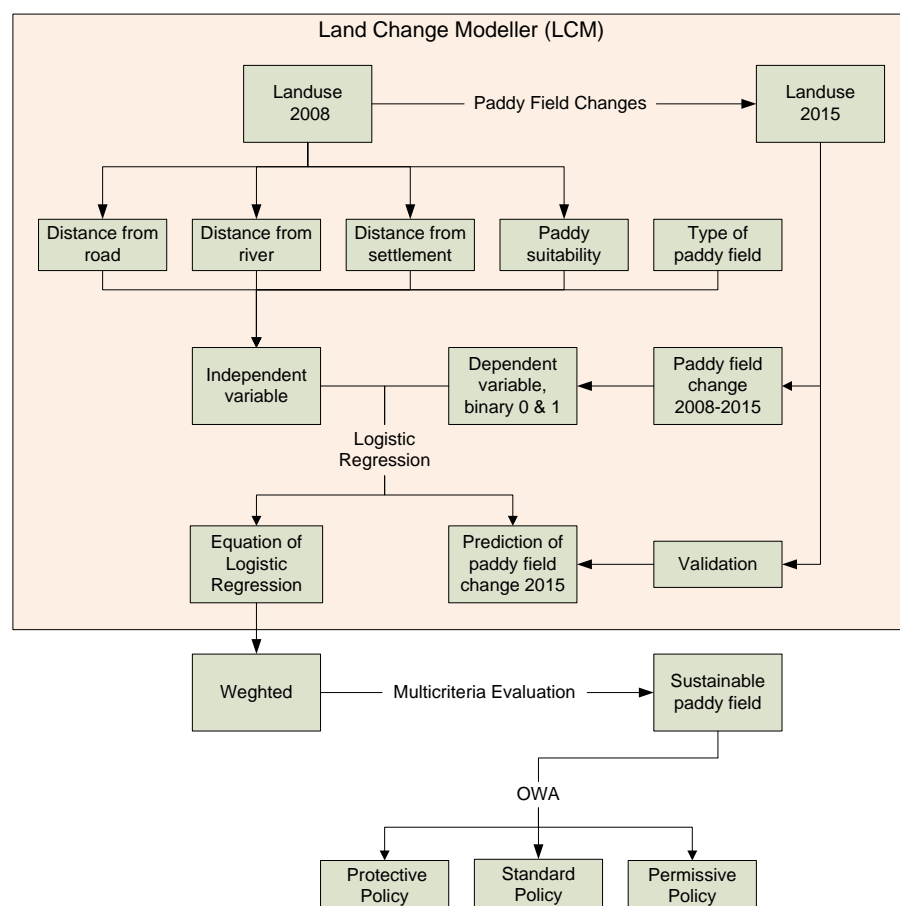 Land Change Modeller (LCM)
Landuse
2008
Paddy Field Changes
Landuse
2015
Distance from
road
Distance from
river
Distance from
settlement
Paddy
suitability
Type of
paddy field
Independent
variable
Dependent
variable,
binary 0 & 1
Paddy field
change
2008-2015
Logistic
Regression
Equation of
Logistic
Regression
Prediction of
paddy field
change 2015
Validation
Weghted
Multicriteria Evaluation
Sustainable
paddy field
OWA
Protective
Policy
Standard
Policy
Permissive
Policy